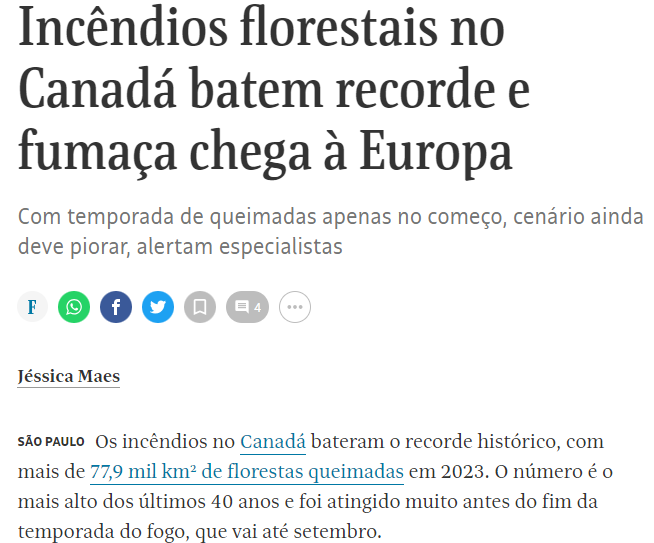 Incêndios florestais no
Canadá batem recorde e
fumaça chega à Europa
Com temporada de queimadas apenas no começo, cenário ainda
deve piorar, alertam especialistas
F
4
Jéssica Maes
SÃO PAULO Os incêndios no Canadá bateram o recorde histórico, com
mais de 77,9 mil km² de florestas queimadas em 2023. O número é o
mais alto dos últimos 40 anos e foi atingido muito antes do fim da
temporada do fogo, que vai até setembro.